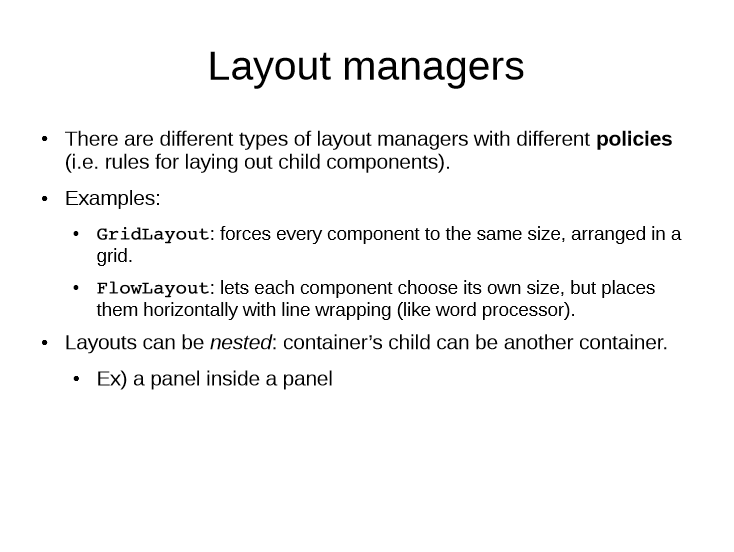 Layout managers
• There are different types of layout managers with different policies
(i.e. rules for laying out child components).
• Examples:
• GridLayout: forces every component to the same size, arranged in a
grid.
• FlowLayout: lets each component choose its own size, but places
them horizontally with line wrapping (like word processor).
• Layouts can be nested: container’s child can be another container.
• Ex) a panel inside a panel